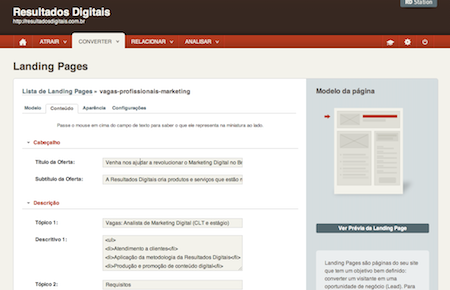 Resultados Digitais
http://resultadosdigitais.com.br
RD Station
ATRAIR
CONVERTER
RELACIONAR
ANALISAR
Landing Pages
Lista de Landing Pages » vagas-profissionais-marketing
Modelo
Conteúdo
Aparência
Configurações
Passe o mouse em cima do campo de texto para saber o que ele representa na miniatura ao lado.
Cabeçalho
Título da Oferta:
Venha nos ajudar a revolucionar o Marketing Digital no Br
Subtítulo da Oferta:
A Resultados Digitais cria produtos e serviços que estão r
Descrição
Tópico 1:
Vagas: Analista de Marketing Digital (CLT e estágio)
Descritivo 1:
<ul>
<li>Atendimento a clientes</li>
<li>Aplicação da metodologia da Resultados Digitais</li>
<li>Produção e promoção de conteúdo digital</li>
Tópico 2:
Requisitos
Modelo da página
Ver Prévia da Landing Page
Landing Pages são páginas do seu
site que tem um objetivo bem definido:
converter um visitante em uma
oportunidade de negócio (Lead). Para